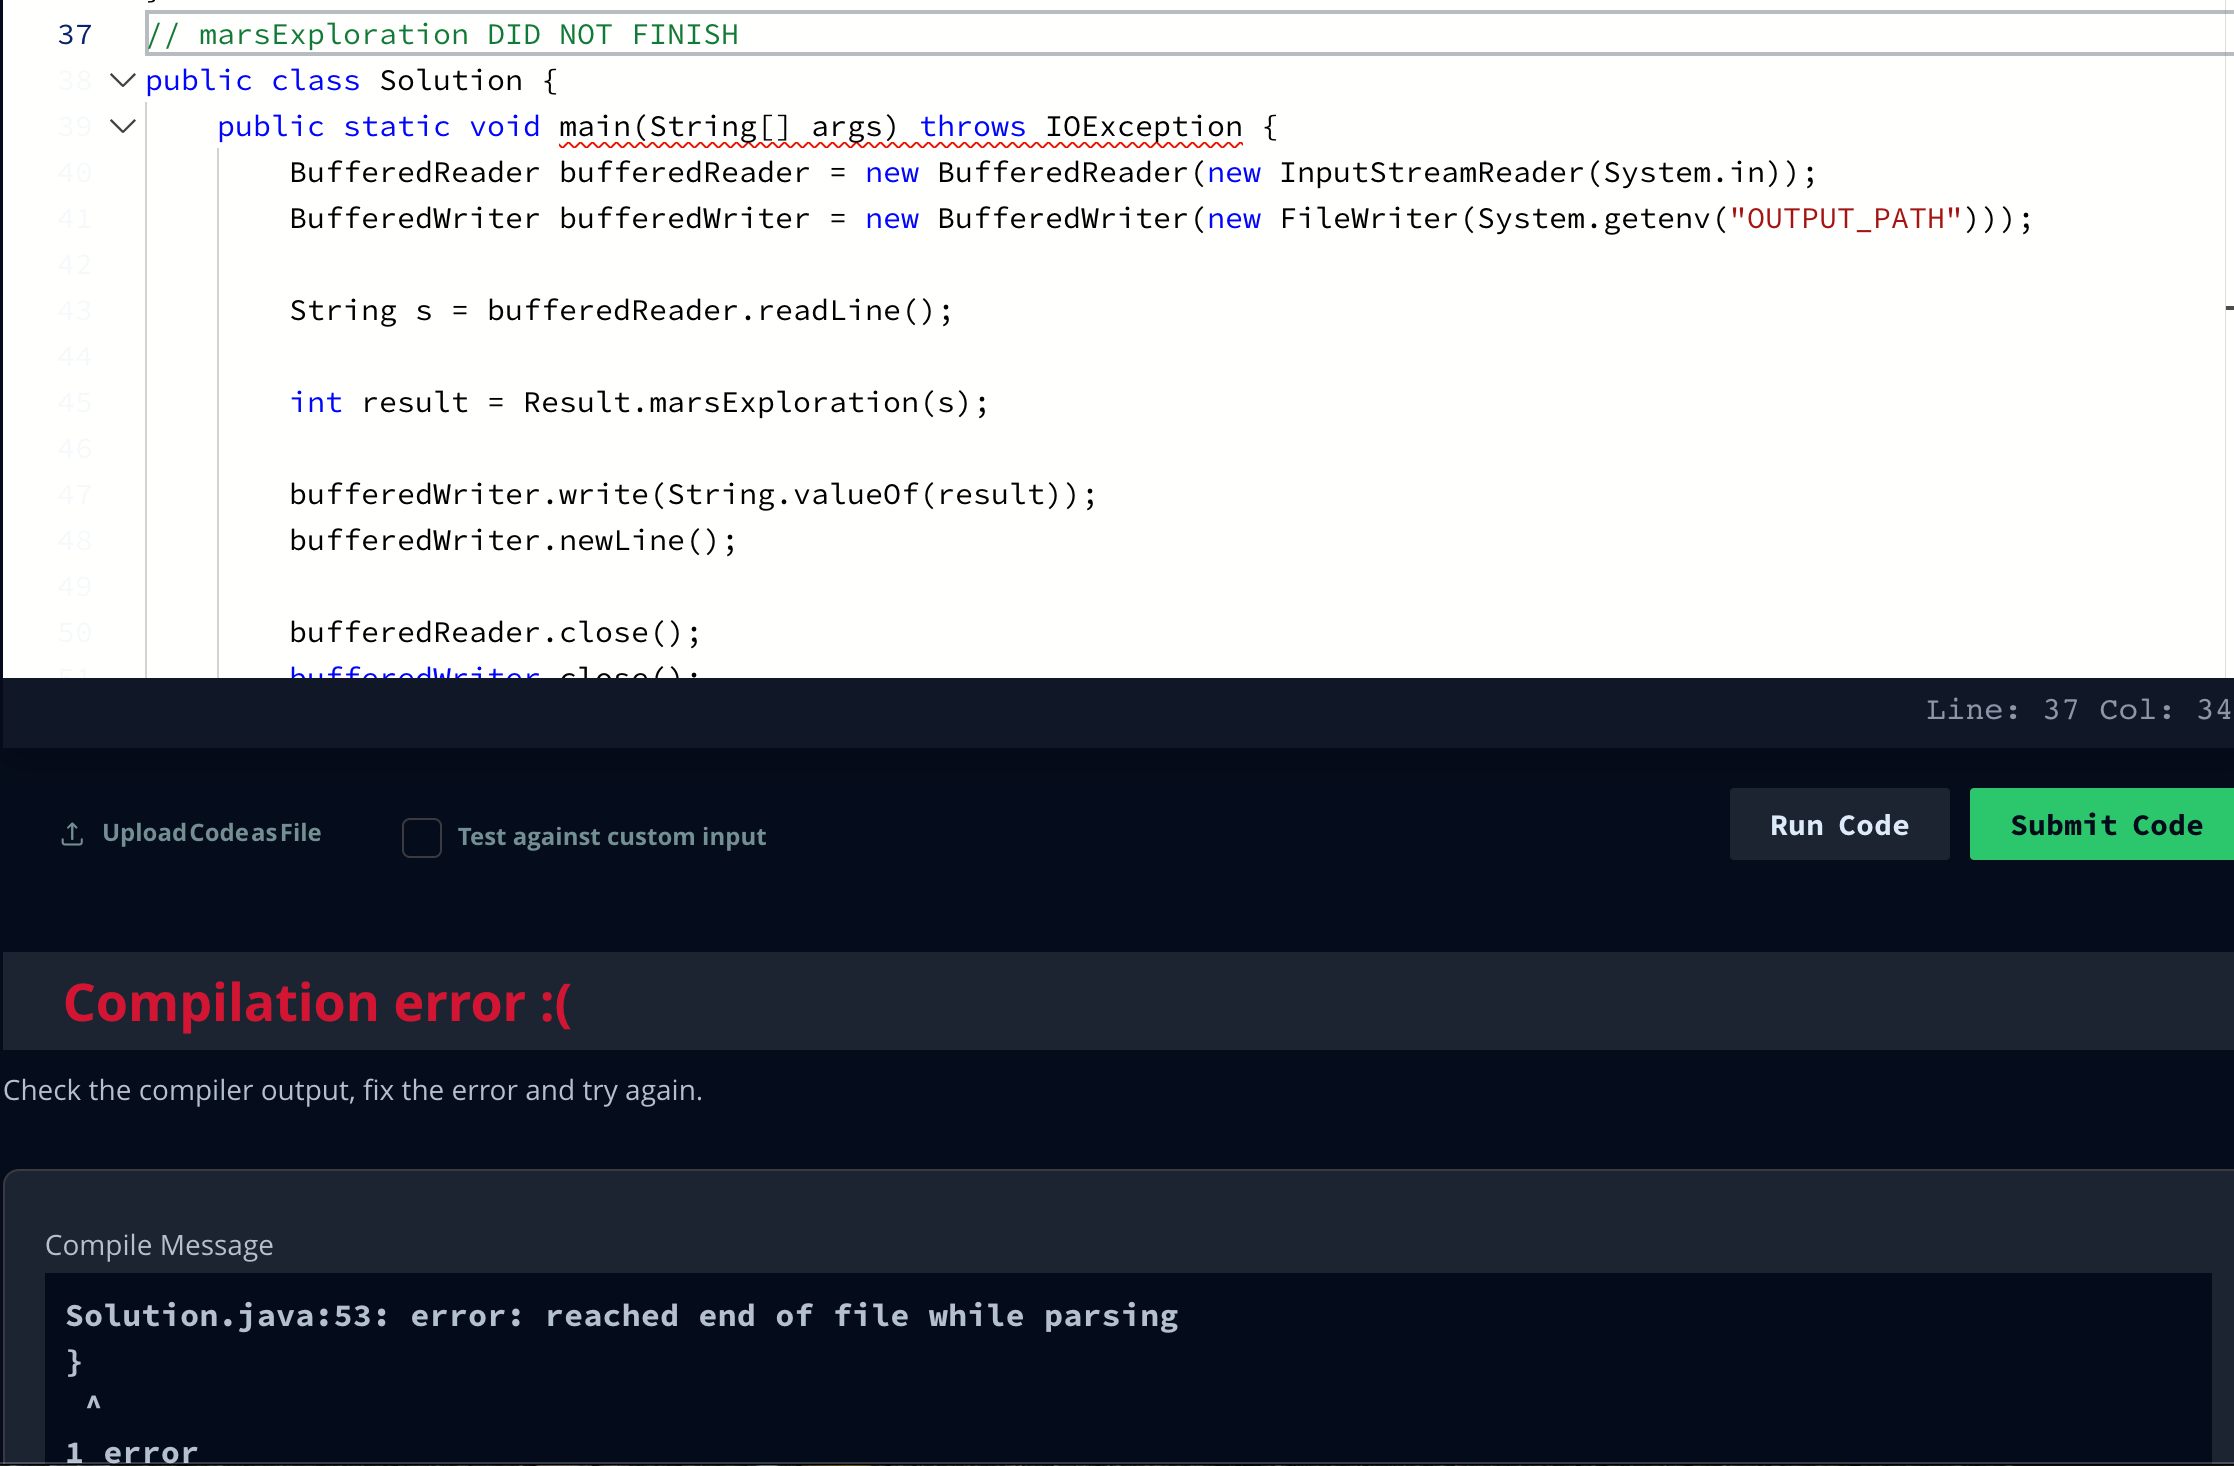 37 // marsExploration DID NOT FINISH
38 public class Solution {
39 public static void main(String[] args) throws IOException {
40 BufferedReader bufferedReader = new BufferedReader(new InputStreamReader(System.in));
41 BufferedWriter bufferedWriter = new BufferedWriter(new FileWriter(System.getenv("OUTPUT_PATH")));
42
43 String s = bufferedReader.readLine();
44
45 int result = Result.marsExploration(s);
46
47 bufferedWriter.write(String.valueOf(result));
48 bufferedWriter.newLine();
49
50 bufferedReader.close();
51 bufferedWriter.close();
Line: 37 Col: 34
Upload Code as File
Test against custom input
Run Code
Submit Code
Compilation error :(
Check the compiler output, fix the error and try again.
Compile Message
Solution.java:53: error: reached end of file while parsing
}
^
1 error